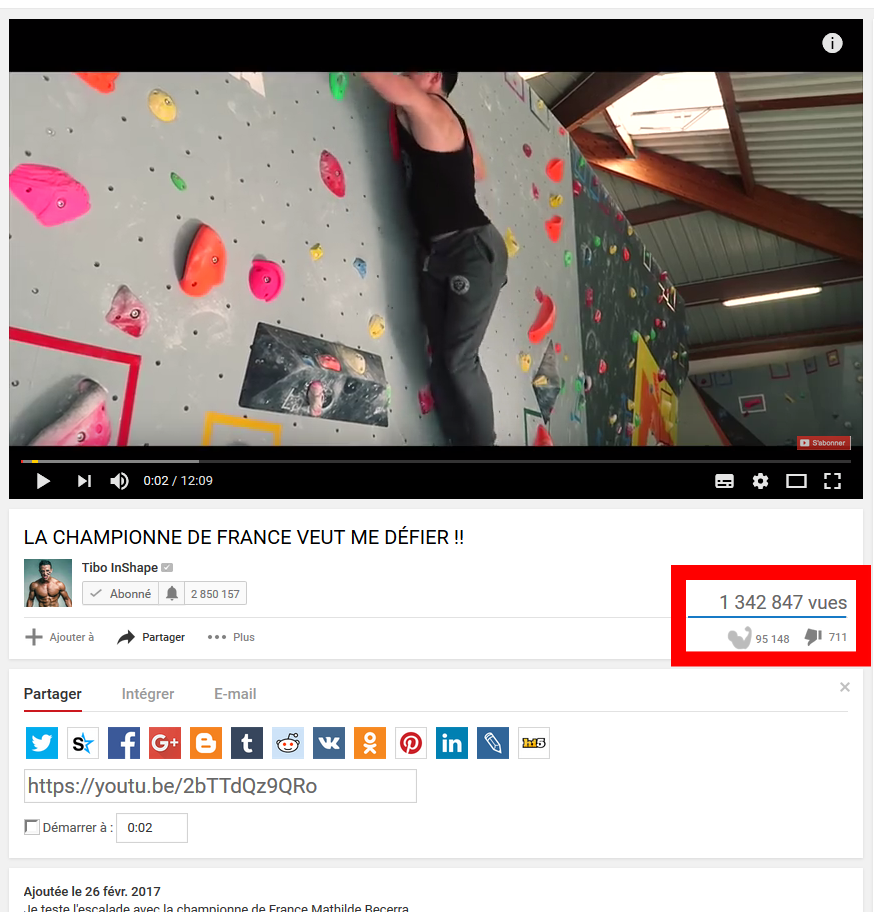 S'abonner
0:02 / 12:09
LA CHAMPIONNE DE FRANCE VEUT ME DÉFIER !!
Tibo InShape
Abonné 2 850 157
1 342 847 vues
Ajouter à Partager Plus
95 148 711
Partager Intégrer E-mail
https://youtu.be/2bTTdQz9QRo
Démarrer à : 0:02
Ajoutée le 26 févr. 2017
Je teste l'escalade avec la championne de France Mathilde Becerra